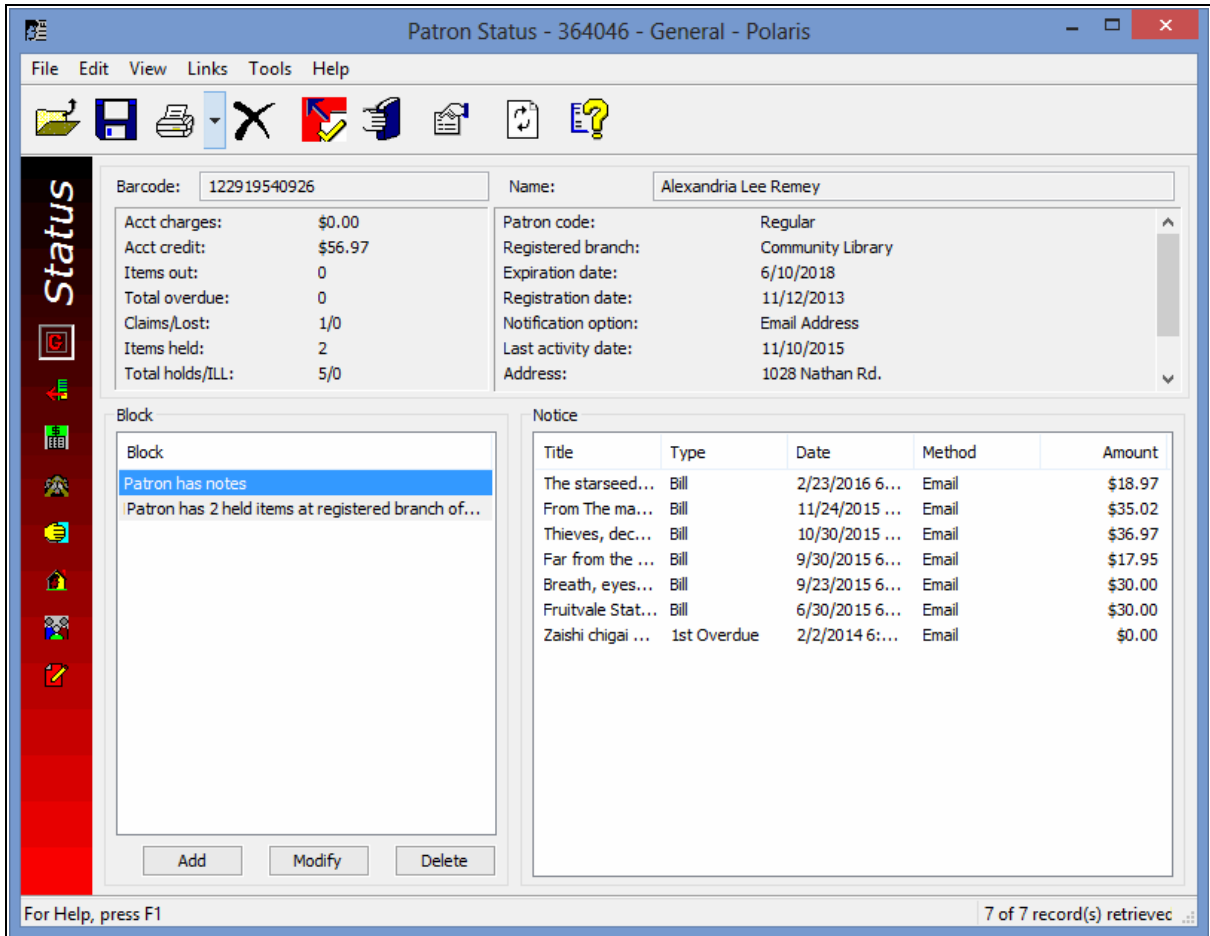 Patron Status - 364046 - General - Polaris
File Edit View Links Tools Help
Status
Barcode: 122919540926 Name: Alexandria Lee Remey
Acct charges: $0.00
Acct credit: $56.97
Items out: 0
Total overdue: 0
Claims/Lost: 1/0
Items held: 2
Total holds/ILL: 5/0
Patron code: Regular
Registered branch: Community Library
Expiration date: 6/10/2018
Registration date: 11/12/2013
Notification option: Email Address
Last activity date: 11/10/2015
Address: 1028 Nathan Rd.
G
Block
Block
Patron has notes
Patron has 2 held items at registered branch of...
Add Modify Delete
Notice
Title Type Date Method Amount
The starseed... Bill 2/23/2016 6... Email $18.97
From The ma... Bill 11/24/2015 ... Email $35.02
Thieves, dec... Bill 10/30/2015 ... Email $36.97
Far from the ... Bill 9/30/2015 6... Email $17.95
Breath, eyes... Bill 9/23/2015 6... Email $30.00
Fruitvale Stat... Bill 6/30/2015 6... Email $30.00
Zaishi chigai ... 1st Overdue 2/2/2014 6:... Email $0.00
For Help, press F1 7 of 7 record(s) retrievec